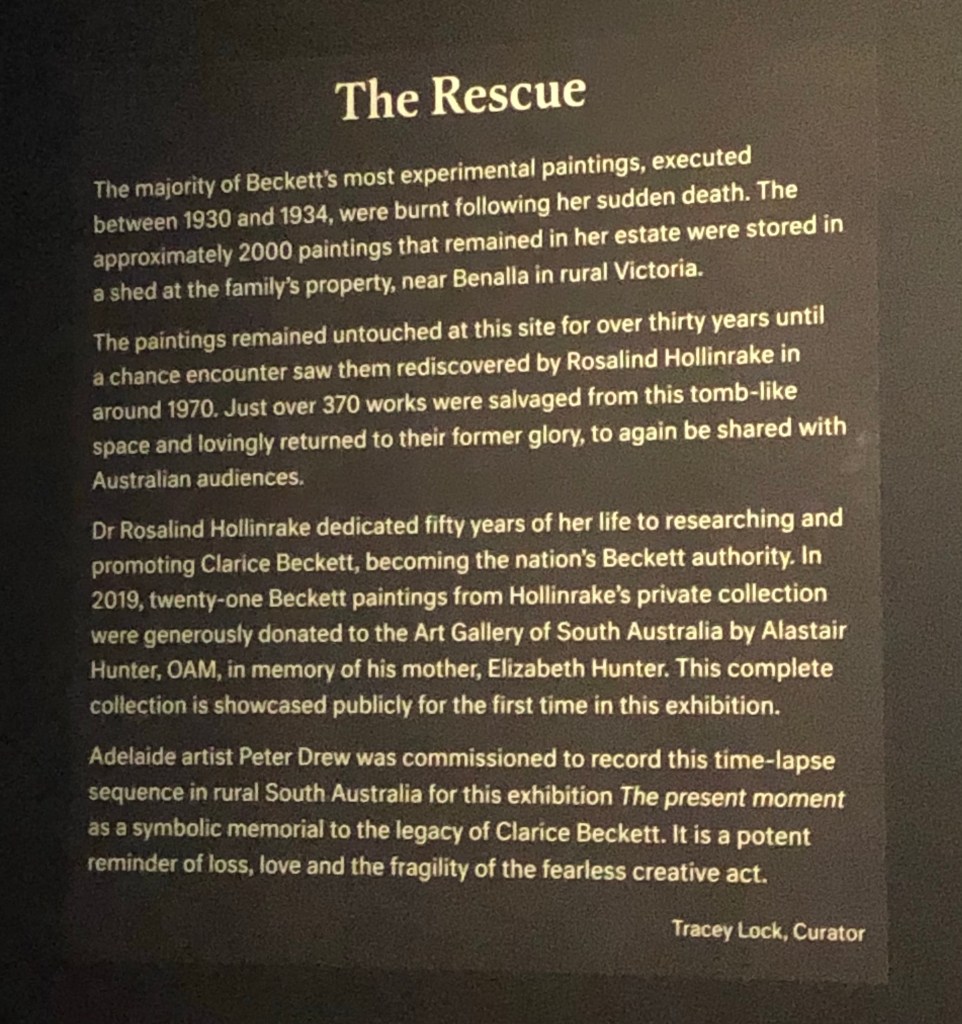 The Rescue
The majority of Beckett's most experimental paintings, executed
between 1930 and 1934, were burnt following her sudden death. The
approximately 2000 paintings that remained in her estate were stored in
a shed at the family's property, near Benalla in rural Victoria.
The paintings remained untouched at this site for over thirty years until
a chance encounter saw them rediscovered by Rosalind Hollinrake in
around 1970. Just over 370 works were salvaged from this tomb-like
space and lovingly returned to their former glory, to again be shared with
Australian audiences.
Dr Rosalind Hollinrake dedicated fifty years of her life to researching and
promoting Clarice Beckett, becoming the nation's Beckett authority. In
2019, twenty-one Beckett paintings from Hollinrake's private collection
were generously donated to the Art Gallery of South Australia by Alastair
Hunter, OAM, in memory of his mother, Elizabeth Hunter. This complete
collection is showcased publicly for the first time in this exhibition.
Adelaide artist Peter Drew was commissioned to record this time-lapse
sequence in rural South Australia for this exhibition The present moment
as a symbolic memorial to the legacy of Clarice Beckett. It is a potent
reminder of loss, love and the fragility of the fearless creative act.
Tracey Lock, Curator